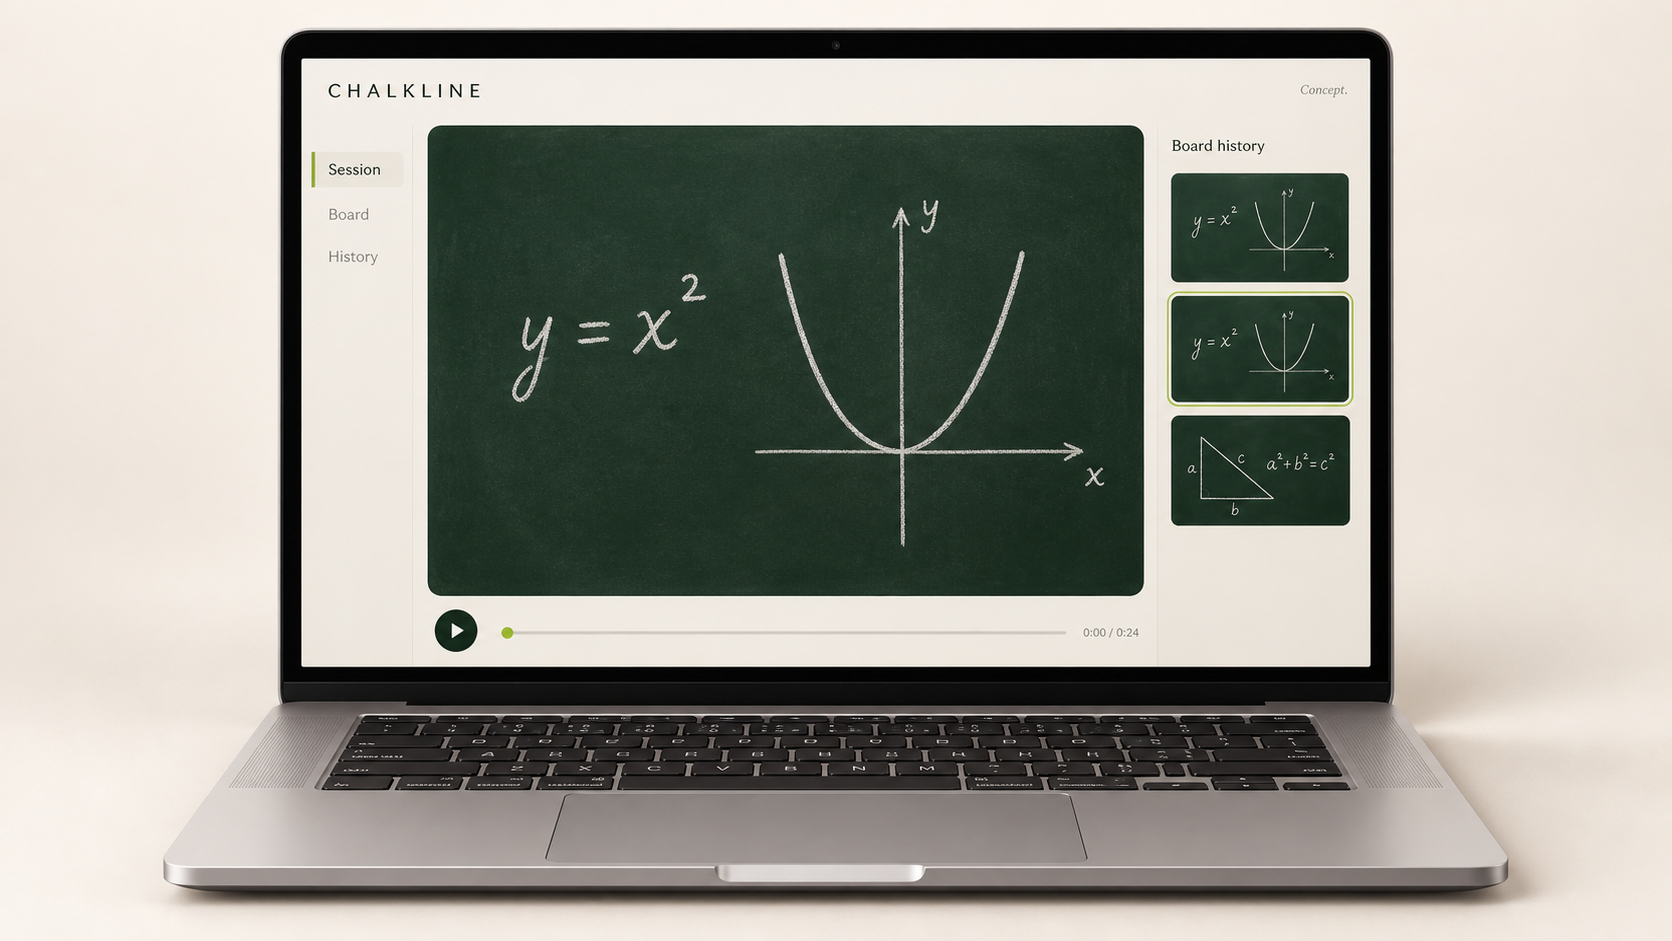 CHALKLINE
Concept.
Session
Board
History
y = x²
y
x
0:00 / 0:24
Board history
y = x²
y
x
y = x²
y
x
a
c
b
a²+b²=c²
Z X C V B N M